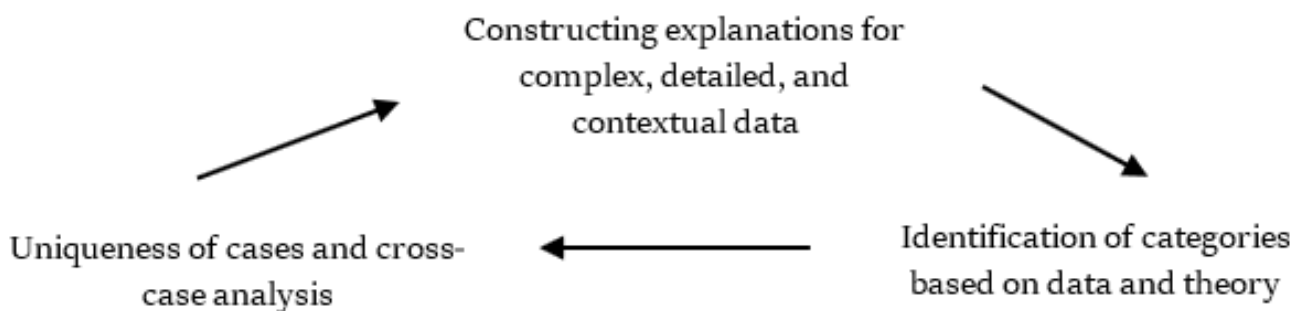 Constructing explanations for
complex, detailed, and
contextual data
Uniqueness of cases and cross-
case analysis
Identification of categories
based on data and theory